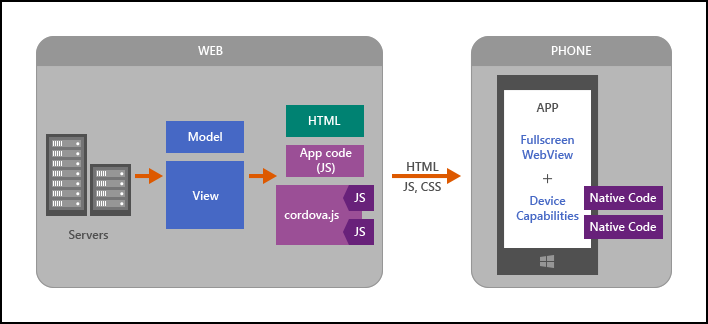 WEB
Servers
Model
View
HTML
App code
(JS)
cordova.js
JS
JS
HTML
JS, CSS
PHONE
APP
Fullscreen
WebView
+
Device
Capabilities
Native Code
Native Code